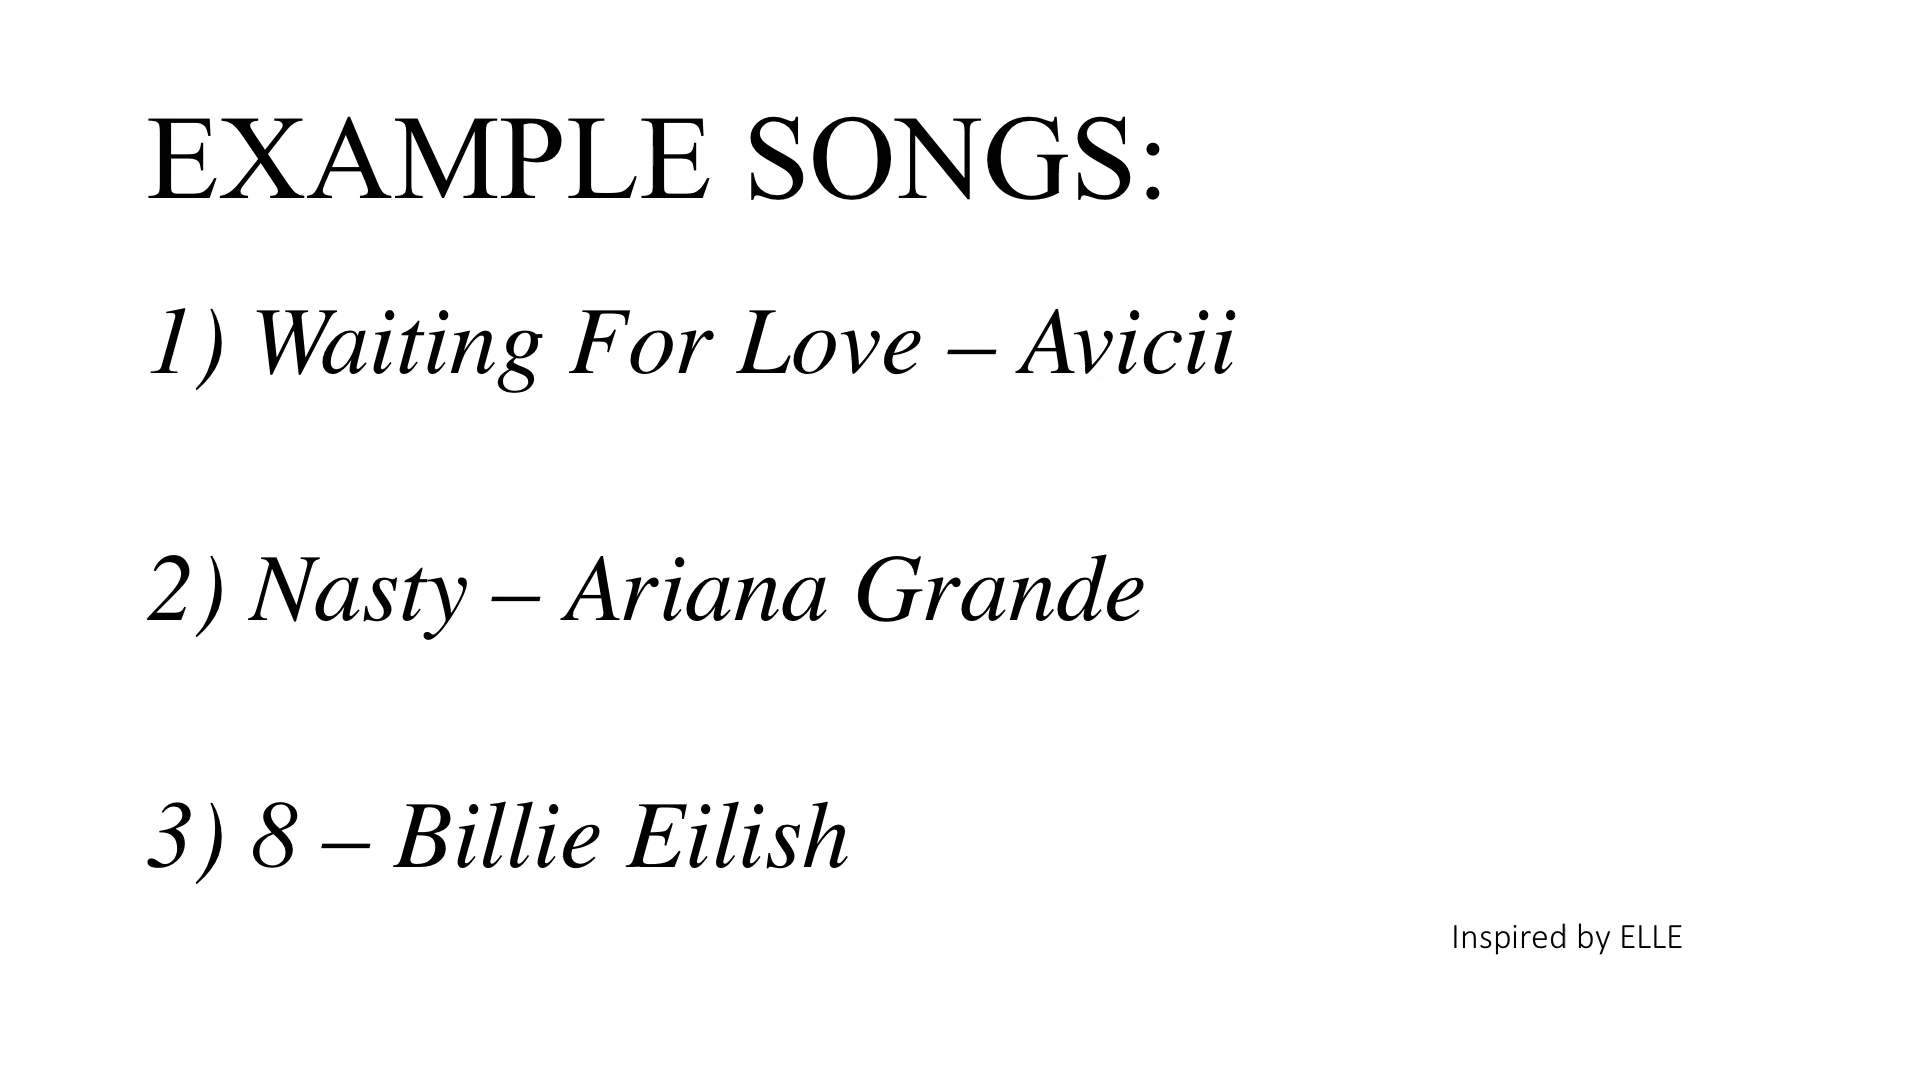 EXAMPLE SONGS:
1) Waiting For Love – Avicii
2) Nasty – Ariana Grande
3) 8 – Billie Eilish
Inspired by ELLE